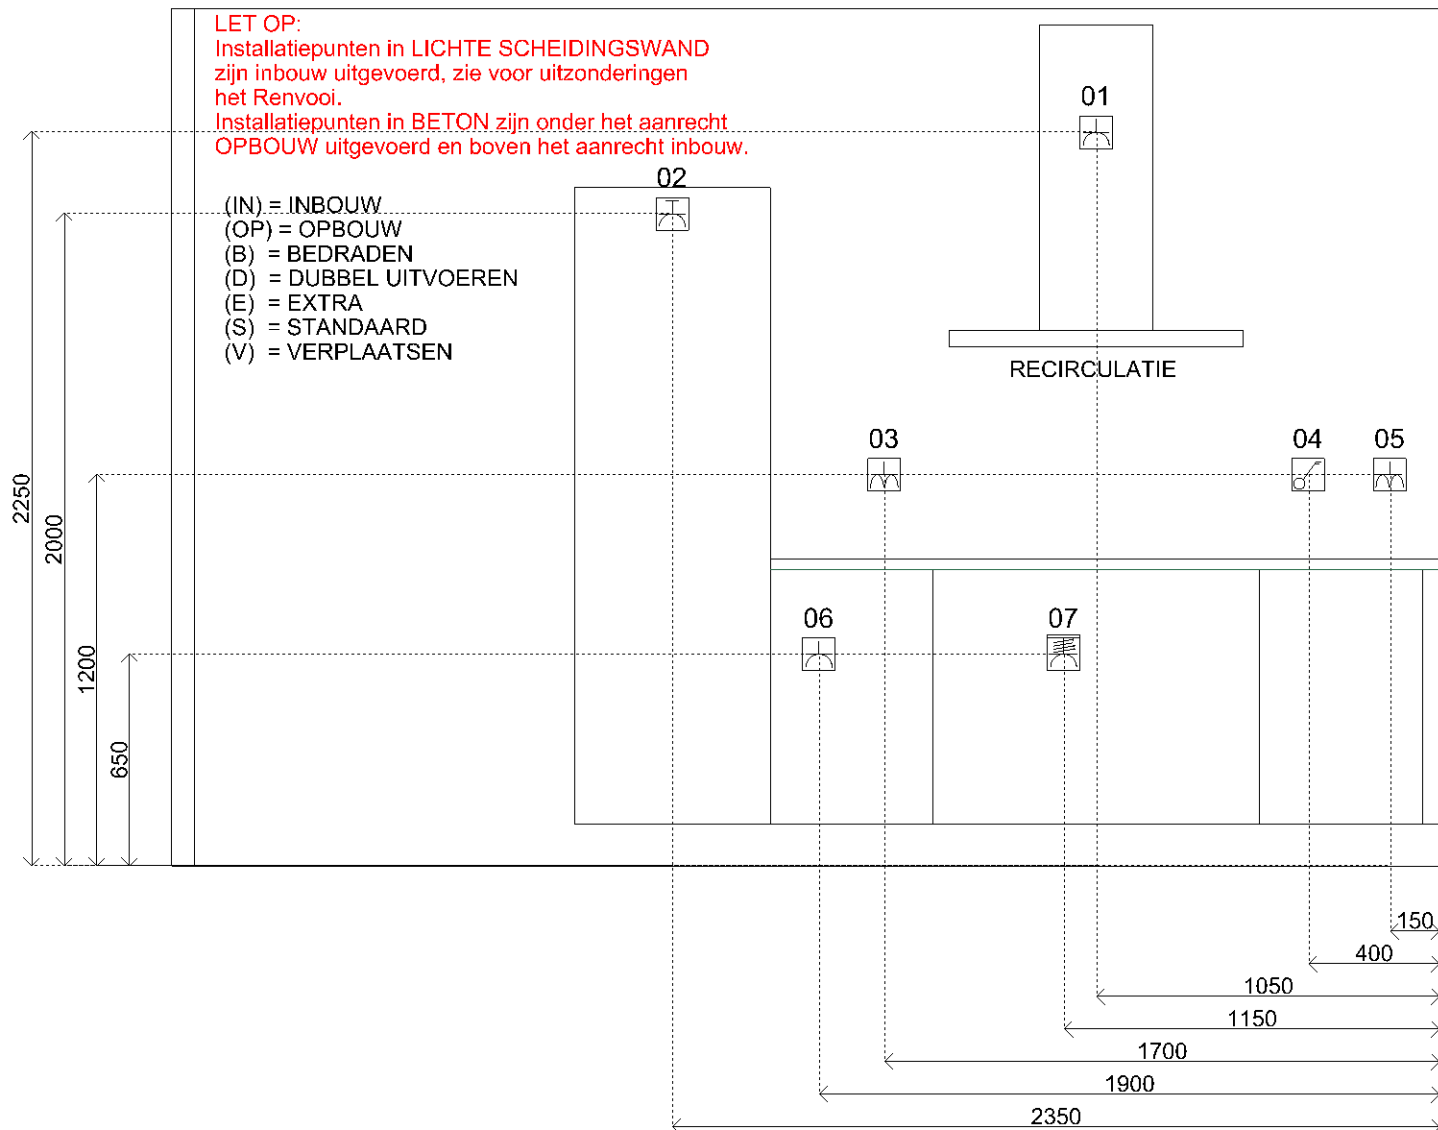 LET OP:
Installatiepunten in LICHTE SCHEIDINGSWAND
zijn inbouw uitgevoerd, zie voor uitzonderingen
het Renvooi.
Installatiepunten in BETON zijn onder het aanrecht
OPBOUW uitgevoerd en boven het aanrecht inbouw.
(IN) = INBOUW
(OP) = OPBOUW
(B) = BEDRADEN
(D) = DUBBEL UITVOEREN
(E) = EXTRA
(S) = STANDAARD
(V) = VERPLAATSEN
01
02
RECIRCULATIE
03
04
05
06
07
2250
2000
1200
650
150
400
1050
1150
1700
1900
2350